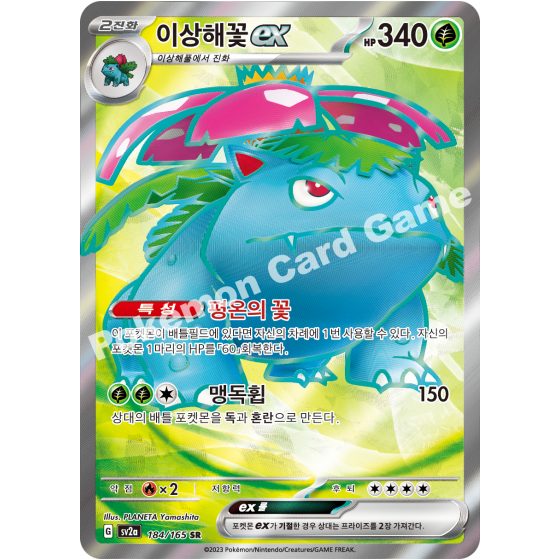 2진화
이상해꽃 ex
HP 340
이상해풀에서 진화
특성 평온의 꽃
이 포켓몬이 배틀필드에 있다면 자신의 차례에 1번 사용할 수 있다. 자신의
포켓몬 1마리의 HP를 「60」회복한다.
맹독휩 150
상대의 배틀 포켓몬을 독과 혼란으로 만든다.
Pokémon Card Game
약점 ×2 저항력 후퇴
Illus. PLANETA Yamashita
ex 룰
포켓몬 ex가 기절한 경우 상대는 프라이즈를 2장 가져간다.
G sv2a 184/165 SR
©2023 Pokémon/Nintendo/Creatures/GAME FREAK.